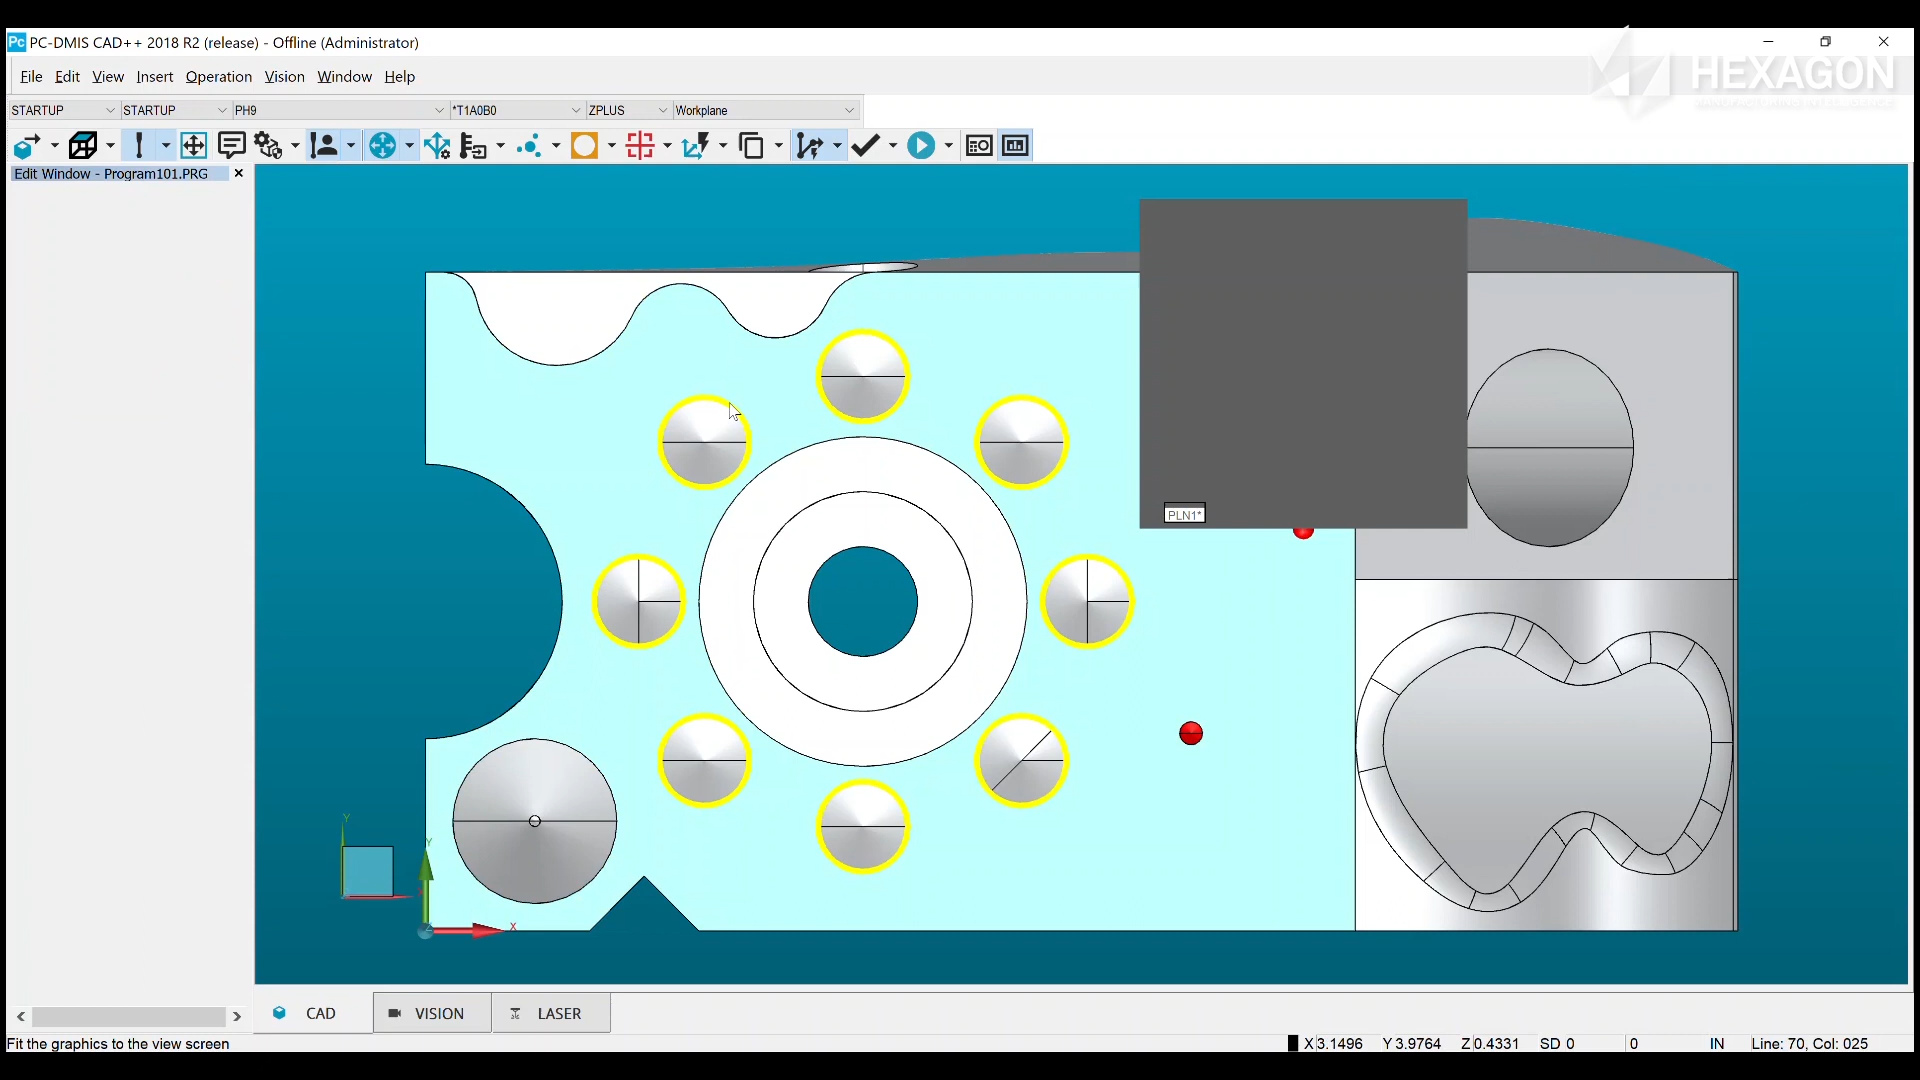 PC-DMIS CAD++ 2018 R2 (release) - Offline (Administrator)
HEXAGON
MANUFACTURING INTELLIGENCE
File Edit View Insert Operation Vision Window Help
STARTUP STARTUP PH9 *T1A0B0 ZPLUS Workplane
Edit Window - Program101.PRG
PLN1*
Y
Y
X
Z
CAD VISION LASER
Fit the graphics to the view screen
X 3.1496 Y 3.9764 Z 0.4331 SD 0 0 IN Line: 70, Col: 025